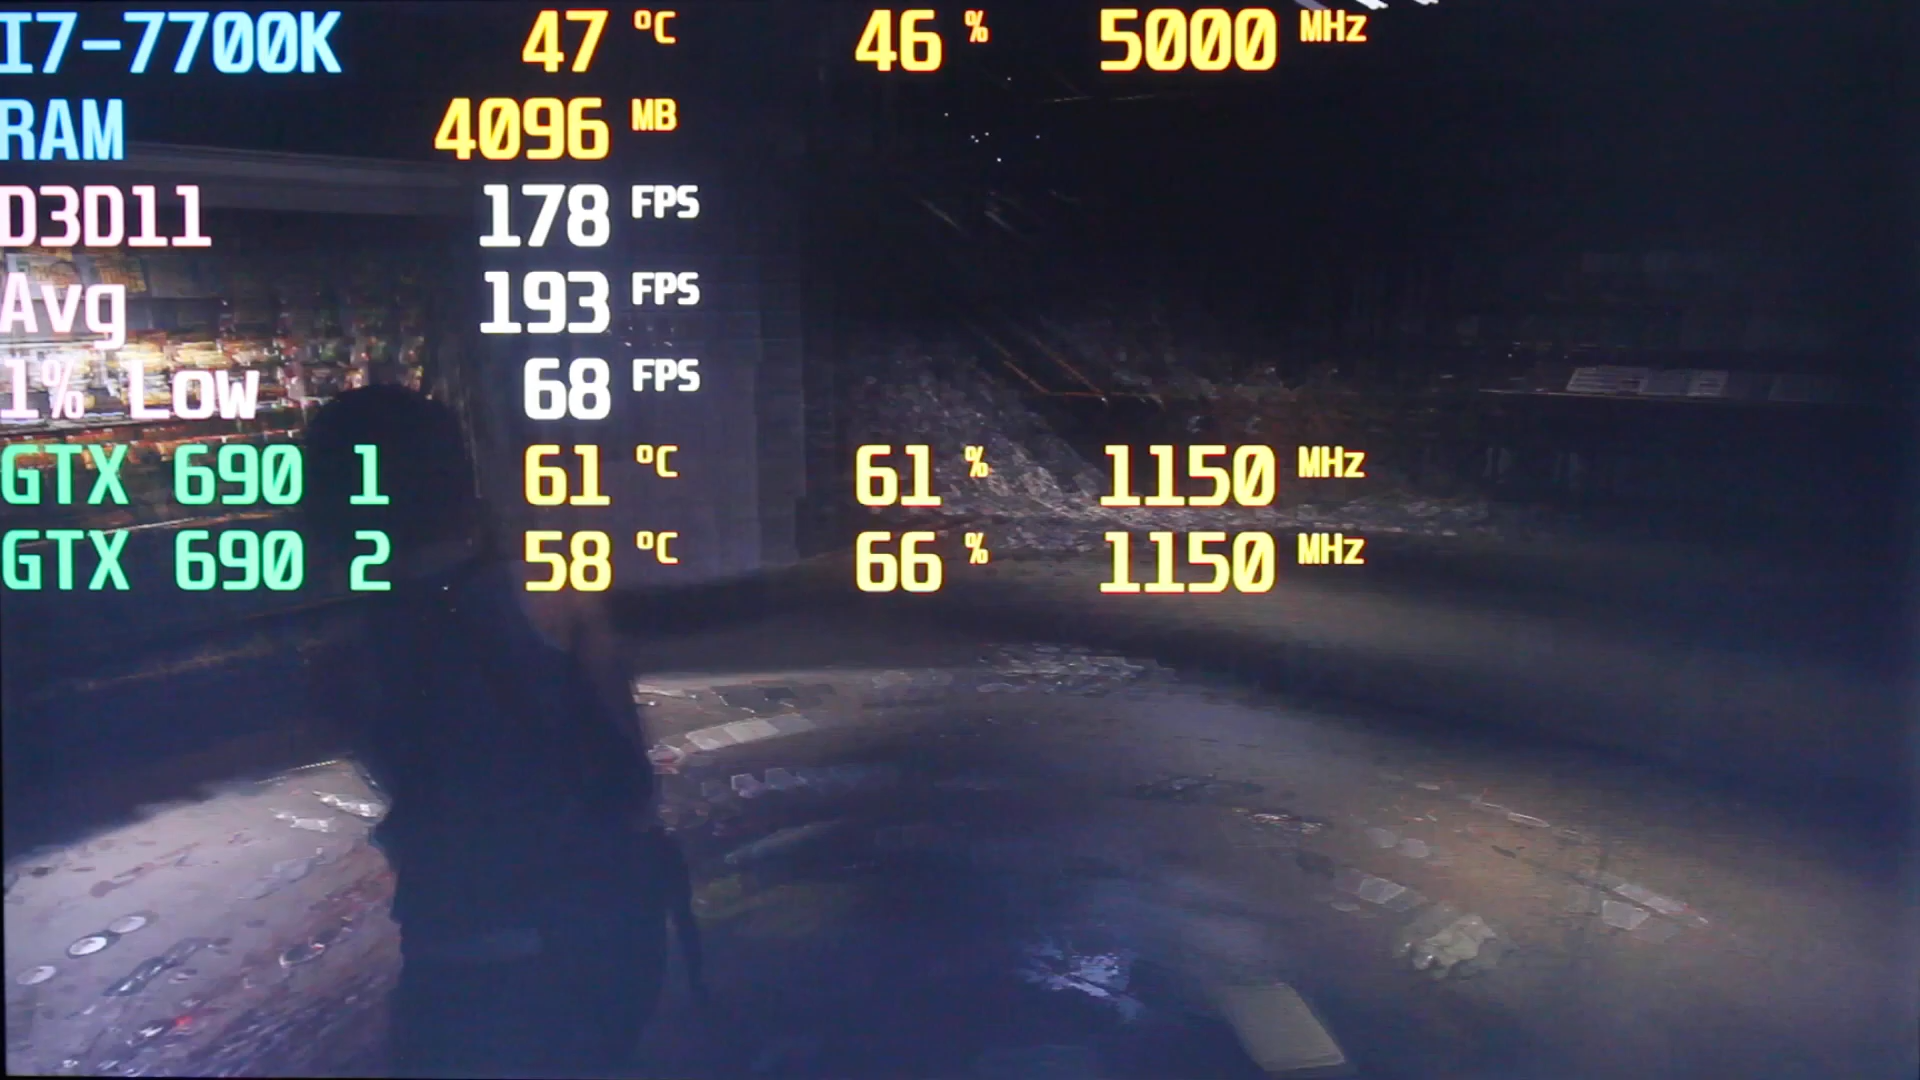 I7-7700K 47 °C 46 % 5000 MHz
RAM 4096 MB
D3D11 178 FPS
Avg 193 FPS
1% Low 68 FPS
GTX 690 1 61 °C 61 % 1150 MHz
GTX 690 2 58 °C 66 % 1150 MHz